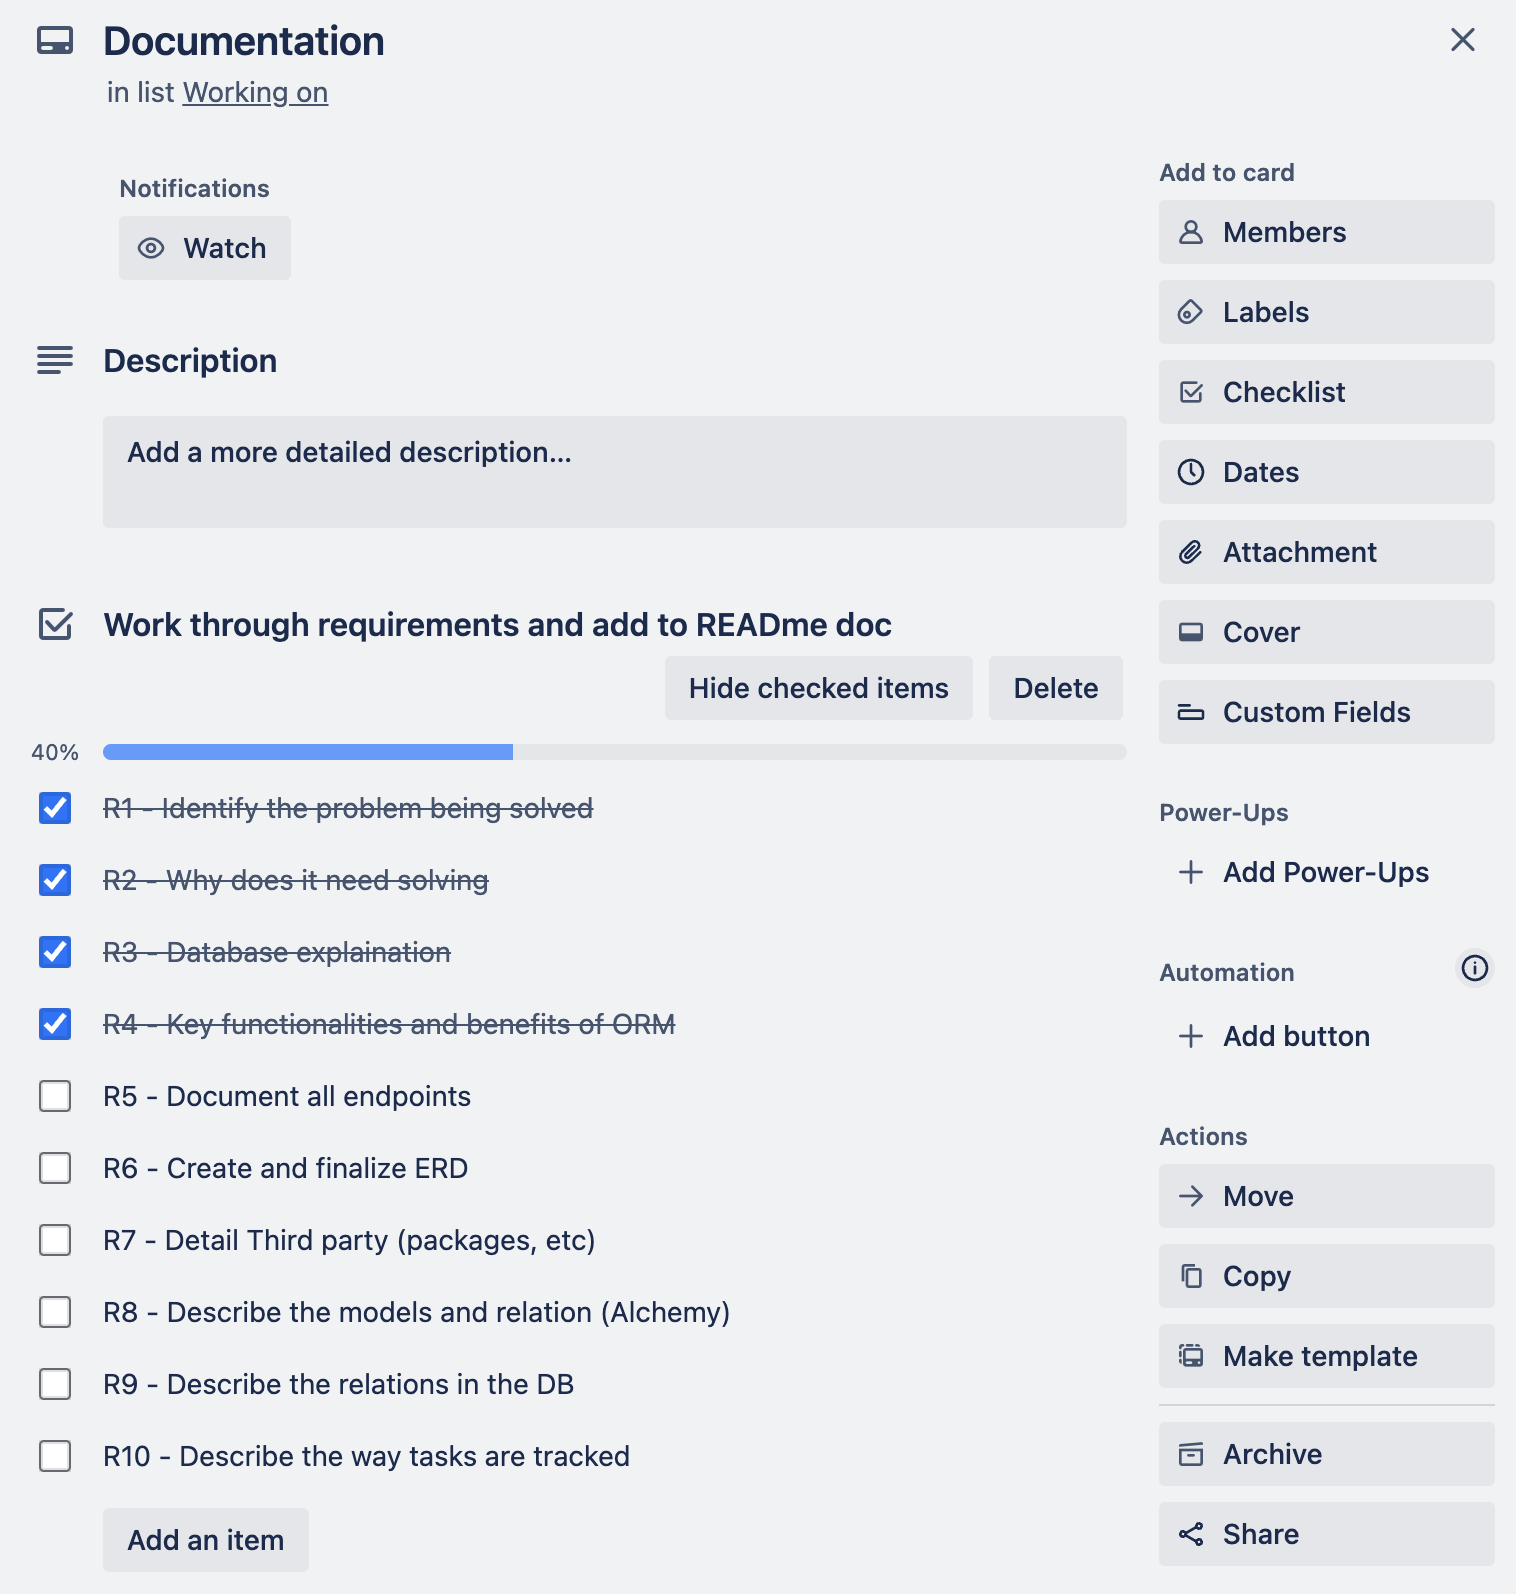 Documentation
in list Working on
Notifications
Watch
Description
Add a more detailed description...
Work through requirements and add to READme doc
Hide checked items
Delete
40%
R1 - Identify the problem being solved
R2 - Why does it need solving
R3 - Database explaination
R4 - Key functionalities and benefits of ORM
R5 - Document all endpoints
R6 - Create and finalize ERD
R7 - Detail Third party (packages, etc)
R8 - Describe the models and relation (Alchemy)
R9 - Describe the relations in the DB
R10 - Describe the way tasks are tracked
Add an item
Add to card
Members
Labels
Checklist
Dates
Attachment
Cover
Custom Fields
Power-Ups
Add Power-Ups
Automation
Add button
Actions
Move
Copy
Make template
Archive
Share